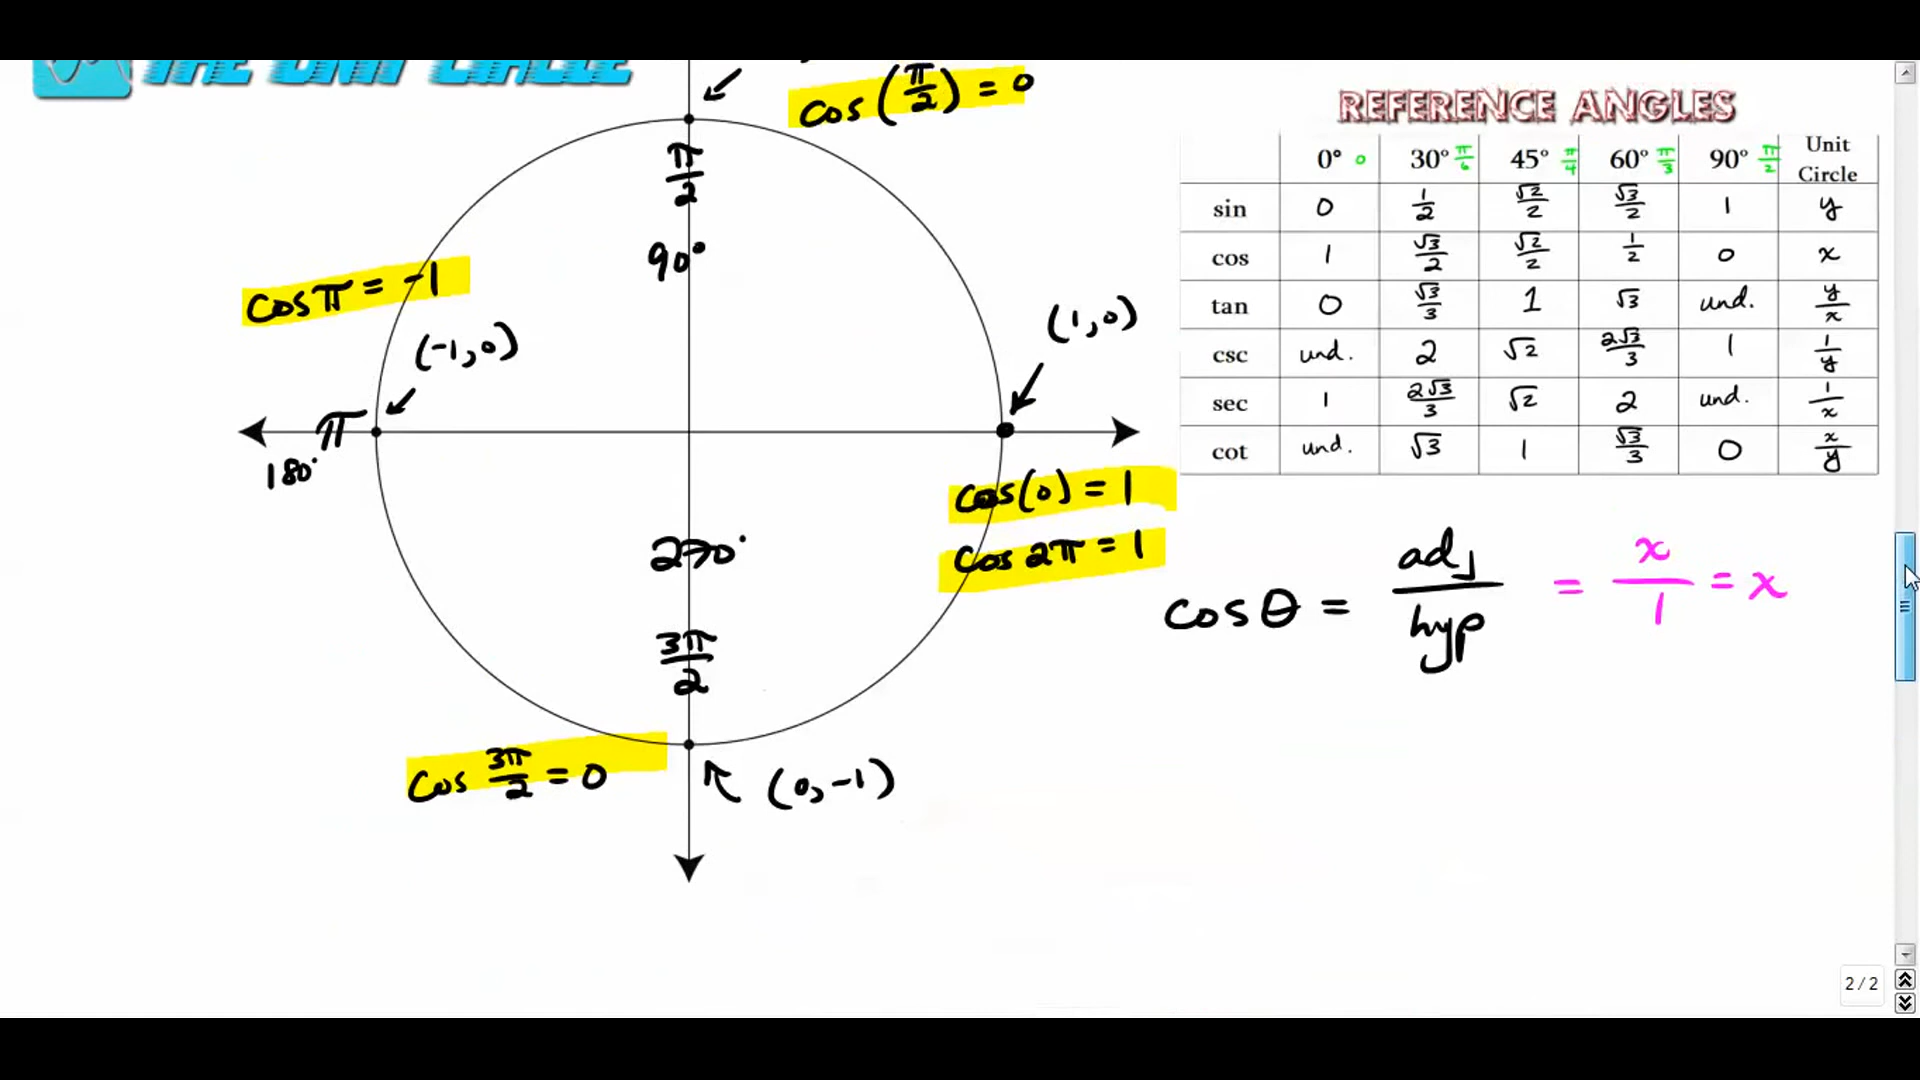 THE UNIT CIRCLE
cos(π/2) = 0
π/2
90°
cos π = -1
(-1,0)
π
180°
(1,0)
cos(0) = 1
cos 2π = 1
270°
3π/2
cos 3π/2 = 0
(0,-1)
REFERENCE ANGLES
0° 0 30° π/6 45° π/4 60° π/3 90° π/2 Unit Circle
sin 0 1/2 √2/2 √3/2 1 y
cos 1 √3/2 √2/2 1/2 0 x
tan 0 √3/3 1 √3 und. y/x
csc und. 2 √2 2√3/3 1 1/y
sec 1 2√3/3 √2 2 und. 1/x
cot und. √3 1 √3/3 0 x/y
cos θ = adj/hyp = x/1 = x
2 / 2